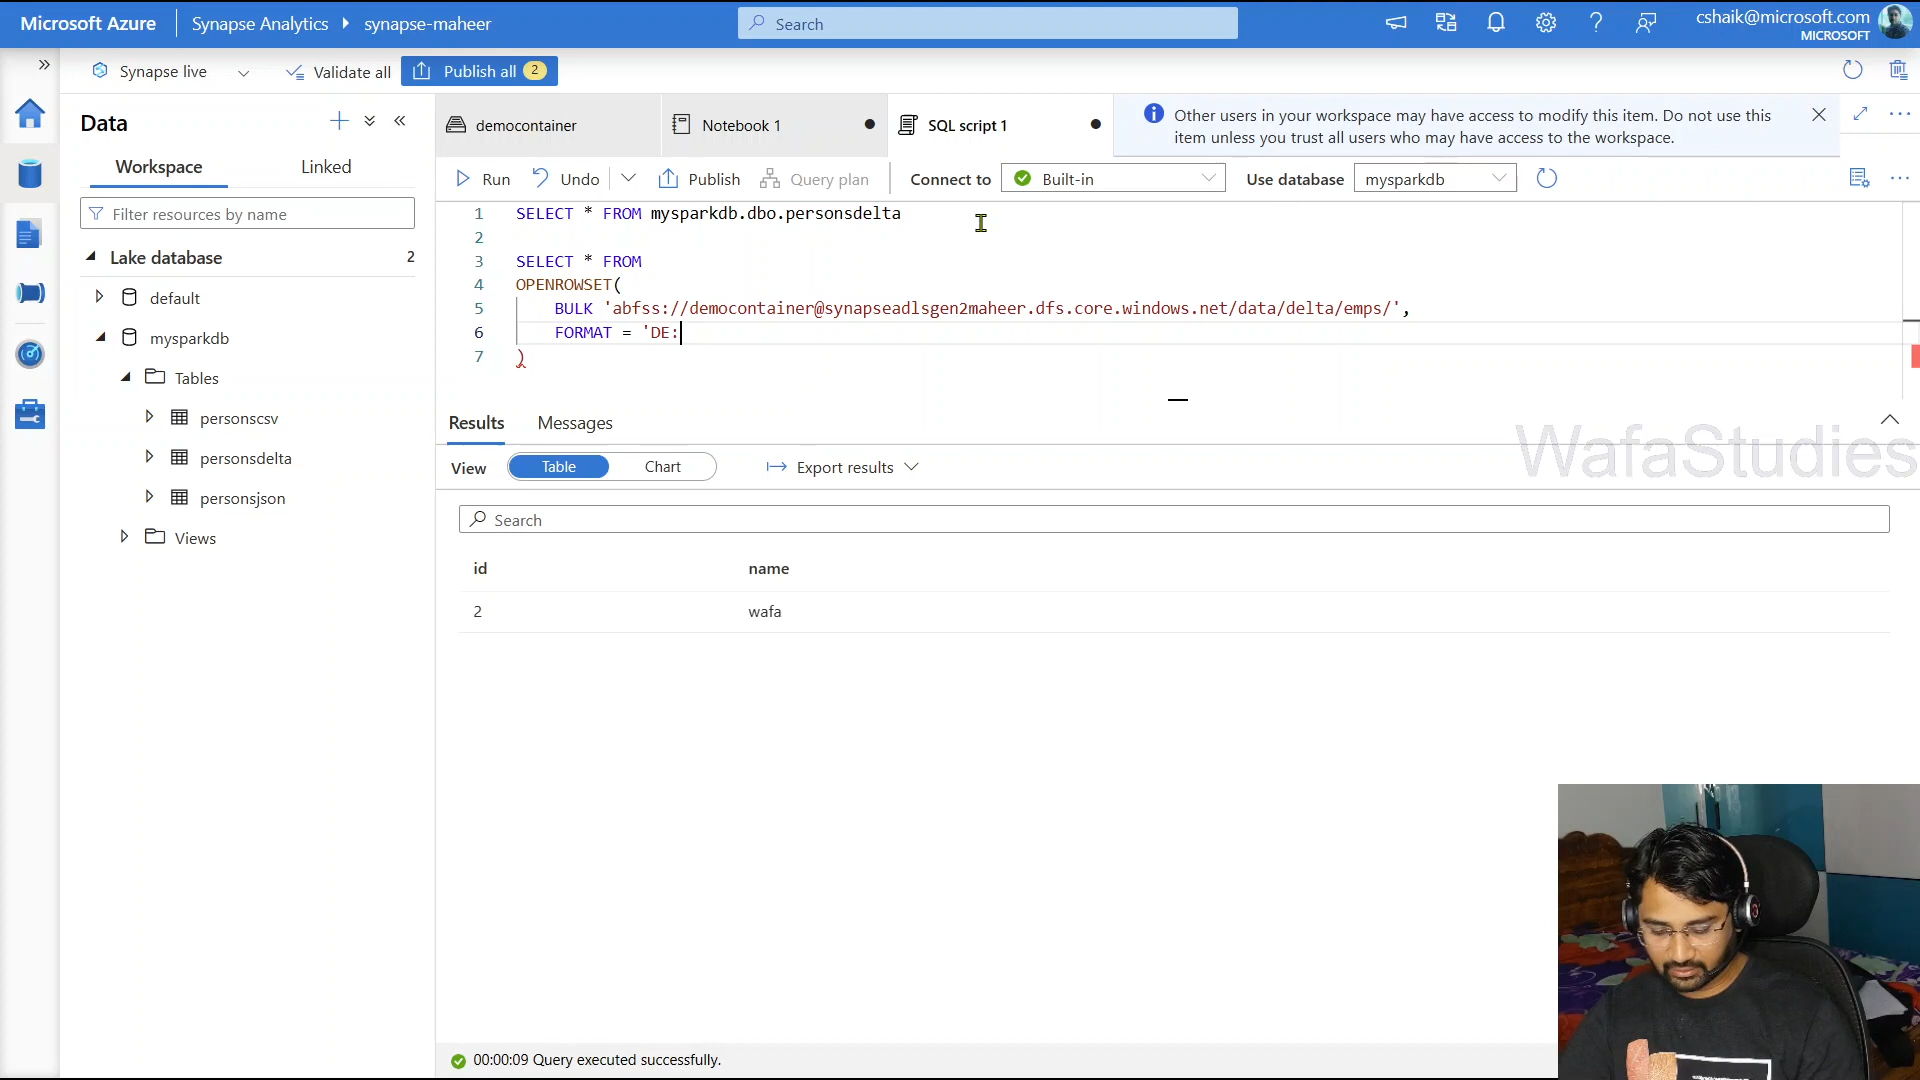 Microsoft Azure
Synapse Analytics
synapse-maheer
Search
cshaik@microsoft.com
MICROSOFT
Synapse live
Validate all
Publish all 2
Data
Workspace
Linked
Filter resources by name
Lake database 2
default
mysparkdb
Tables
personscsv
personsdelta
personsjson
Views
democontainer
Notebook 1
SQL script 1
Other users in your workspace may have access to modify this item. Do not use this
item unless you trust all users who may have access to the workspace.
Run
Undo
Publish
Query plan
Connect to
Built-in
Use database
mysparkdb
1 SELECT * FROM mysparkdb.dbo.personsdelta
2
3 SELECT * FROM
4 OPENROWSET(
5 BULK 'abfss://democontainer@synapseadlsgen2maheer.dfs.core.windows.net/data/delta/emps/',
6 FORMAT = 'DE:
7 )
Results
Messages
WafaStudies
View
Table
Chart
Export results
Search
id name
2 wafa
00:00:09 Query executed successfully.